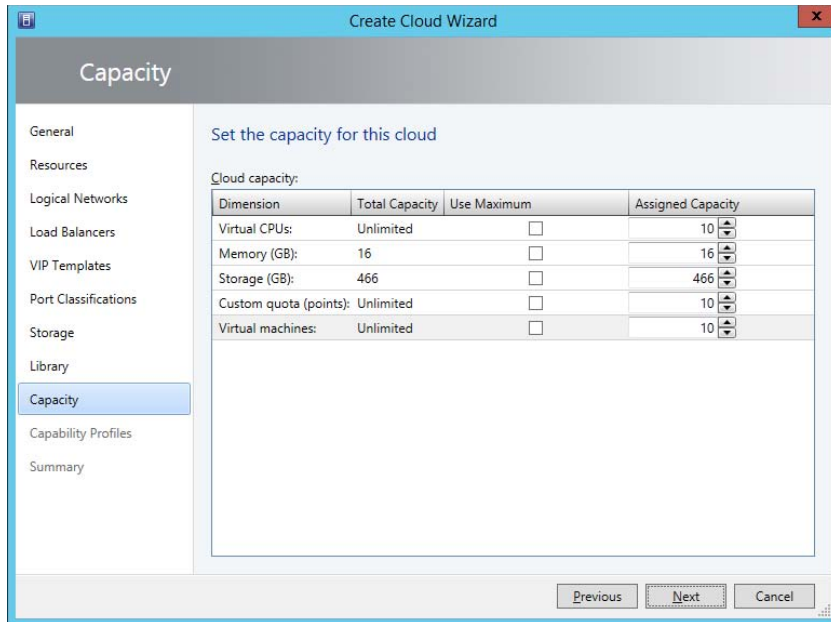 Create Cloud Wizard
x
Capacity
General
Resources
Logical Networks
Load Balancers
VIP Templates
Port Classifications
Storage
Library
Capacity
Capability Profiles
Summary
Set the capacity for this cloud
Cloud capacity:
Dimension Total Capacity Use Maximum Assigned Capacity
Virtual CPUs: Unlimited 10
Memory (GB): 16 16
Storage (GB): 466 466
Custom quota (points): Unlimited 10
Virtual machines: Unlimited 10
Previous Next Cancel